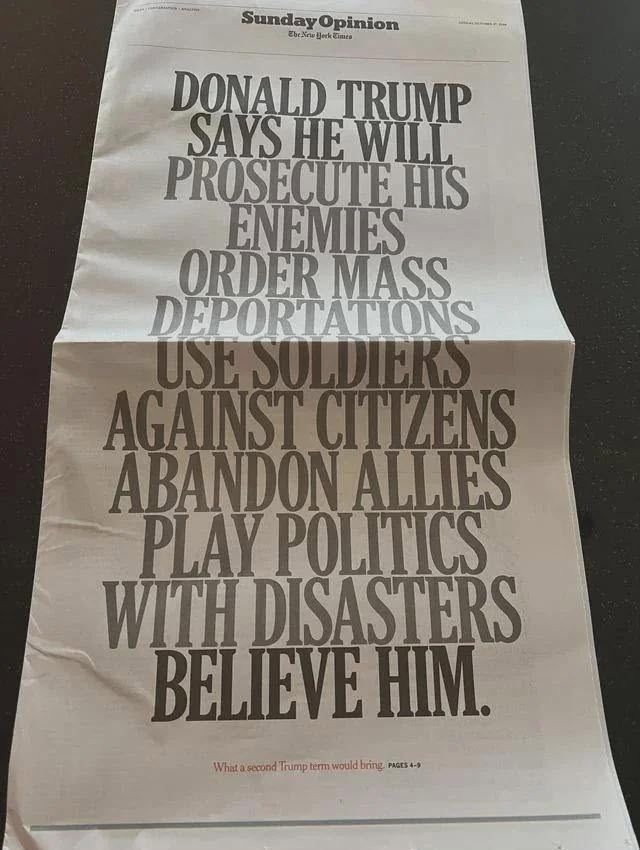 Sunday Opinion
The New York Times
DONALD TRUMP
SAYS HE WILL
PROSECUTE HIS
ENEMIES
ORDER MASS
DEPORTATIONS
USE SOLDIERS
AGAINST CITIZENS
ABANDON ALLIES
PLAY POLITICS
WITH DISASTERS
BELIEVE HIM.
What a second Trump term would bring. PAGES 4–9